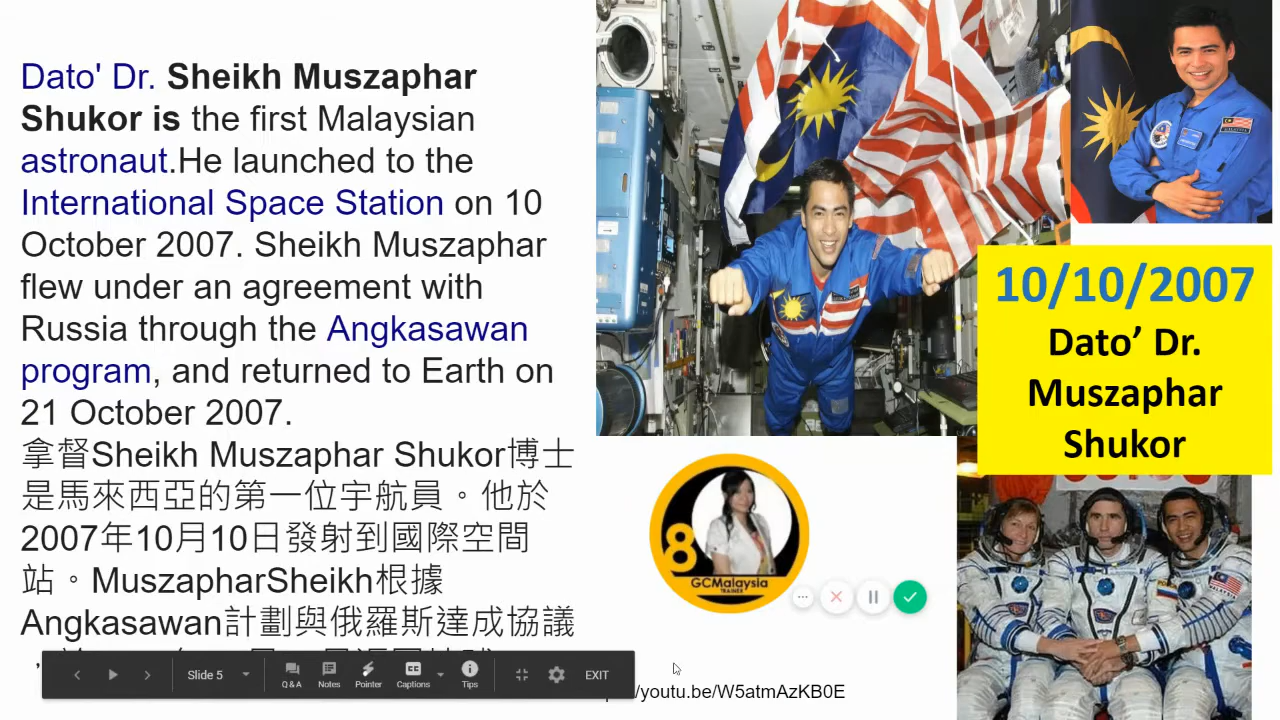 Dato' Dr. Sheikh Muszaphar
Shukor is the first Malaysian
astronaut.He launched to the
International Space Station on 10
October 2007. Sheikh Muszaphar
flew under an agreement with
Russia through the Angkasawan
program, and returned to Earth on
21 October 2007.
拿督Sheikh Muszaphar Shukor博士
是馬來西亞的第一位宇航員。他於
2007年10月10日發射到國際空間
站。MuszapharSheikh根據
Angkasawan計劃與俄羅斯達成協議
10/10/2007
Dato’ Dr.
Muszaphar
Shukor
8
GCMalaysia
TRAINER
Slide 5
Q & A
Notes
Pointer
Captions
Tips
EXIT
/youtu.be/W5atmAzKB0E